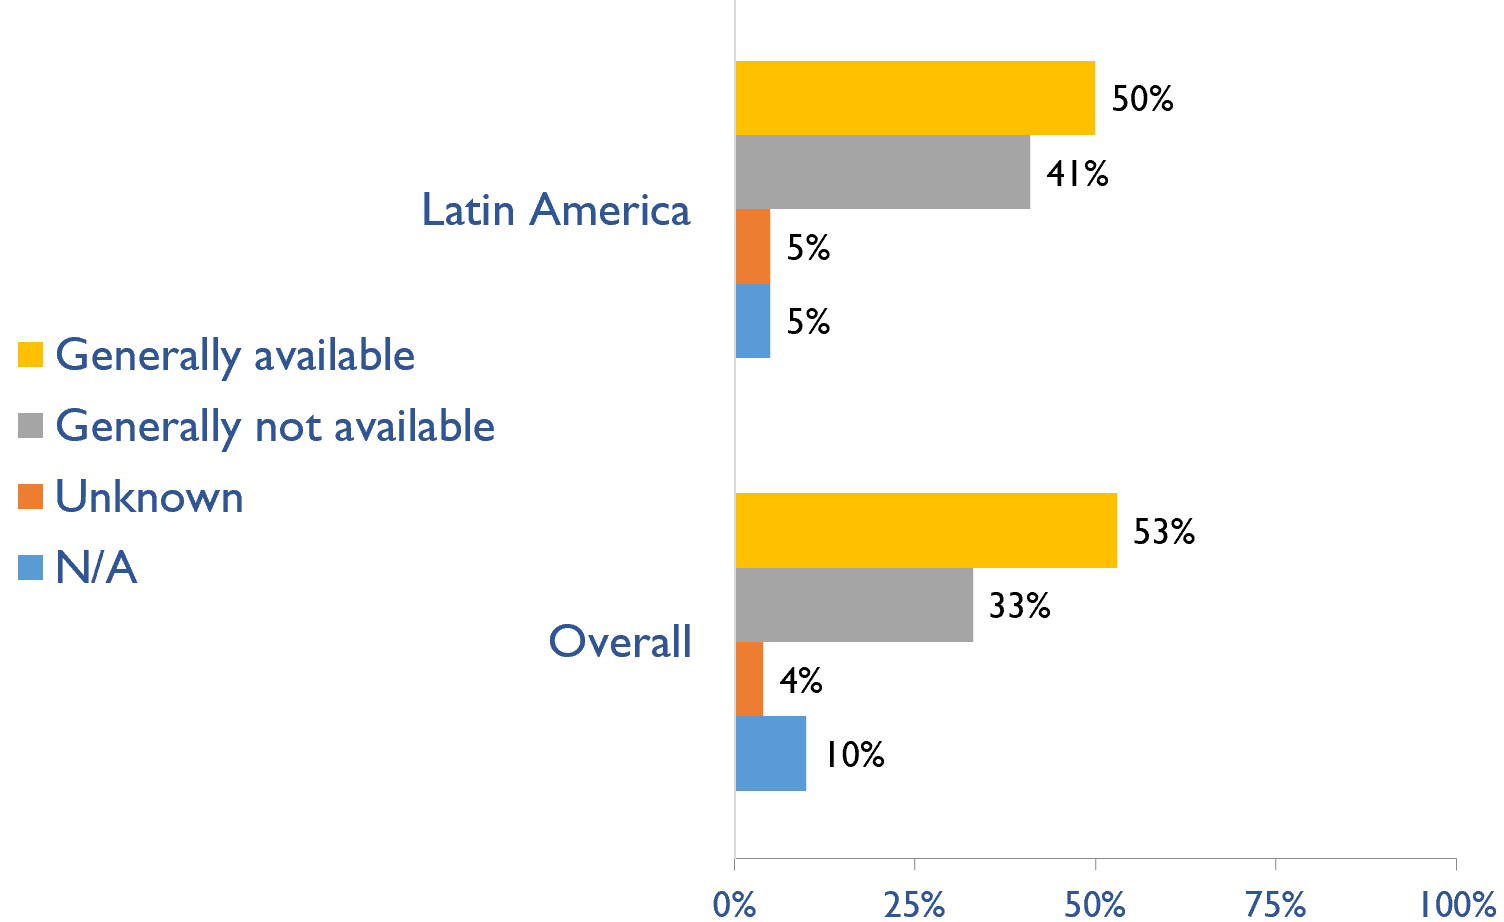 50%
41%
Latin America
5%
5%
Generally available
Generally not available
Unknown
N/A
53%
33%
Overall
4%
10%
0% 25% 50% 75% 100%